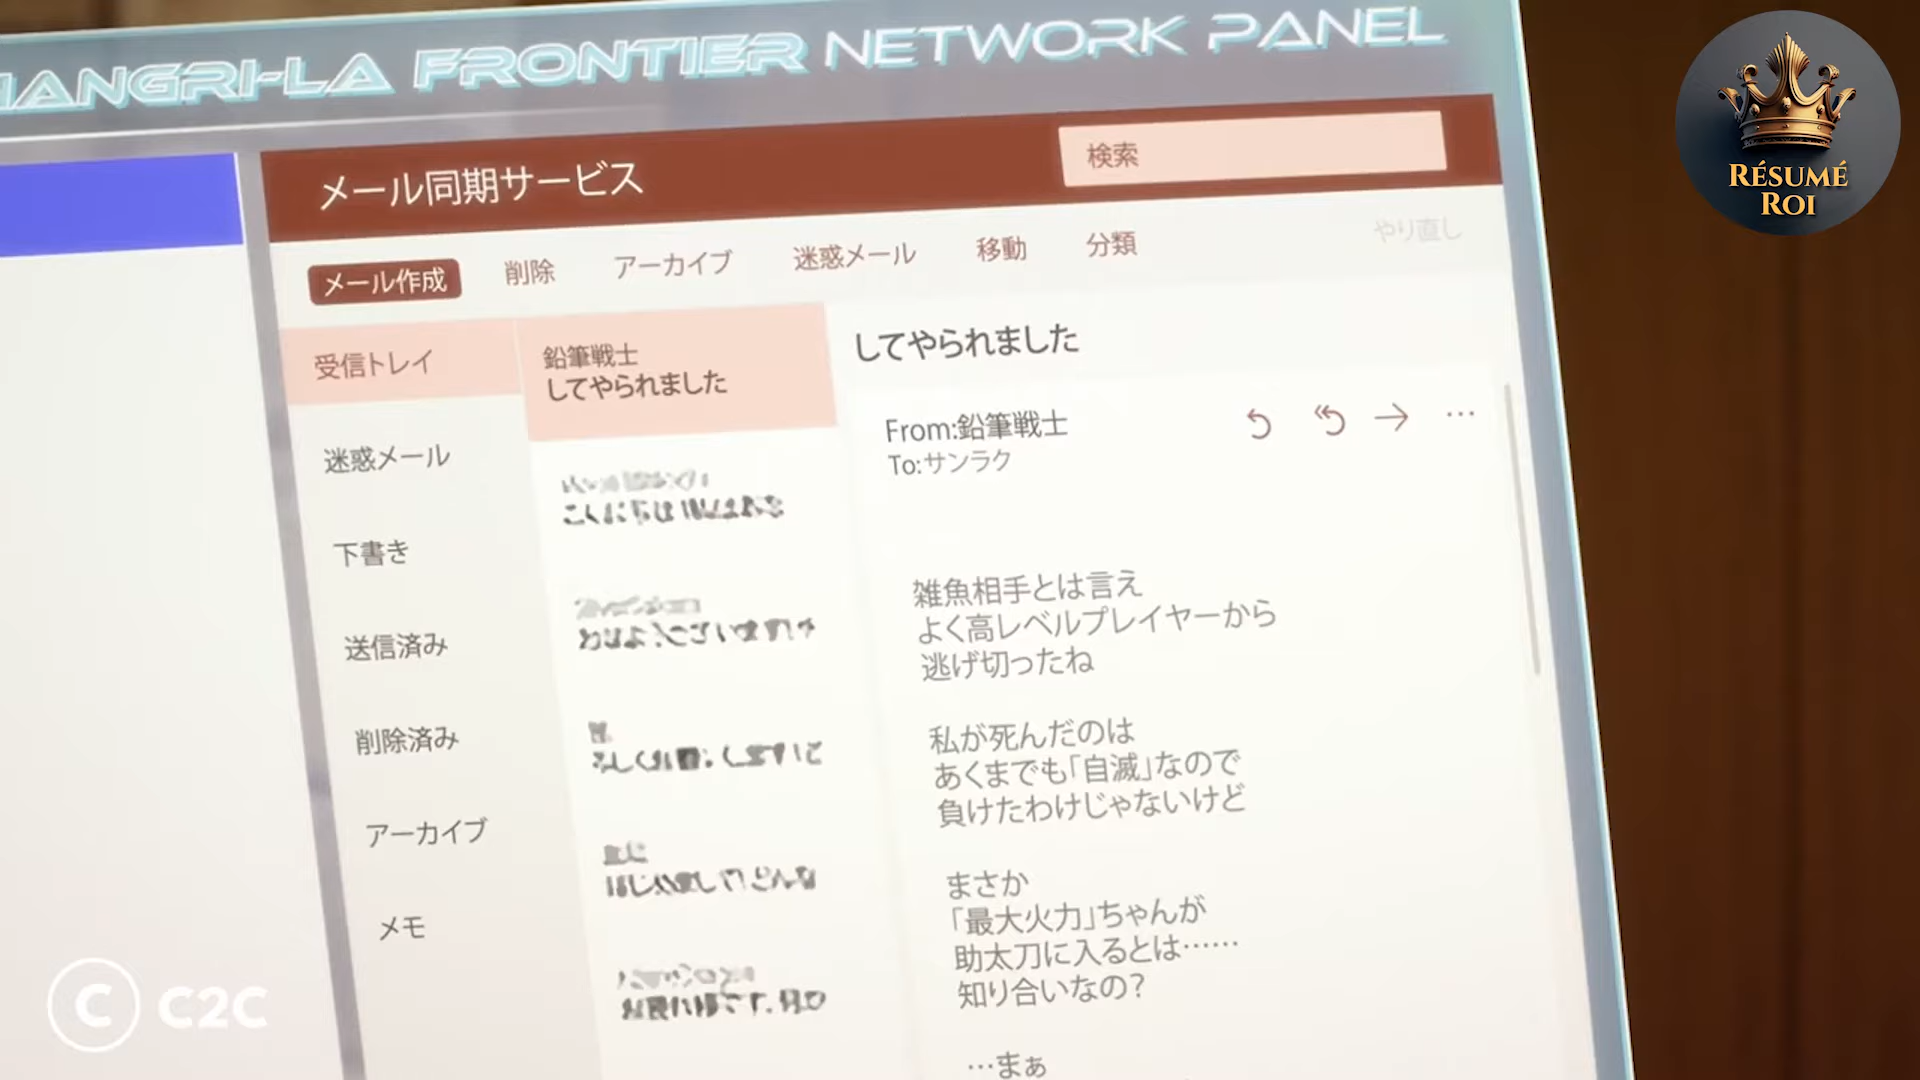 HANGRI-LA FRONTIER NETWORK PANEL
RÉSUMÉ
ROI
メール同期サービス
検索
メール作成
削除
アーカイブ
迷惑メール
移動
分類
やり直し
受信トレイ
迷惑メール
下書き
送信済み
削除済み
アーカイブ
メモ
鉛筆戦士
してやられました
してやられました
From:鉛筆戦士
To:サンラク
雑魚相手とは言え
よく高レベルプレイヤーから
逃げ切ったね
私が死んだのは
あくまでも「自滅」なので
負けたわけじゃないけど
まさか
「最大火力」ちゃんが
助太刀に入るとは……
知り合いなの?
…まぁ
C C2C